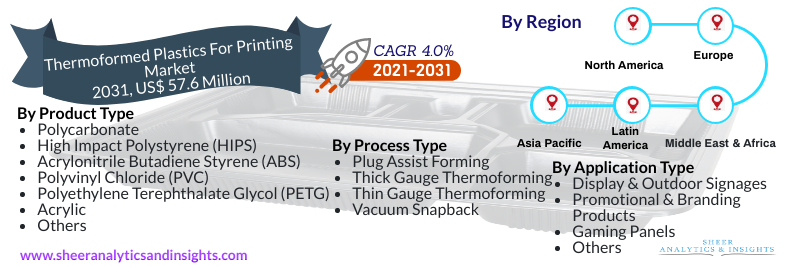 Thermoformed Plastics For Printing
Market
2031, US$ 57.6 Million
CAGR 4.0%
2021-2031
By Region
North America
Europe
Asia Pacific
Latin
America
Middle East & Africa
By Product Type
• Polycarbonate
• High Impact Polystyrene (HIPS)
• Acrylonitrile Butadiene Styrene (ABS)
• Polyvinyl Chloride (PVC)
• Polyethylene Terephthalate Glycol (PETG)
• Acrylic
• Others
By Process Type
• Plug Assist Forming
• Thick Gauge Thermoforming
• Thin Gauge Thermoforming
• Vacuum Snapback
By Application Type
• Display & Outdoor Signages
• Promotional & Branding
Products
• Gaming Panels
• Others
www.sheeranalyticsandinsights.com
SHEER
ANALYTICS & INSIGHTS